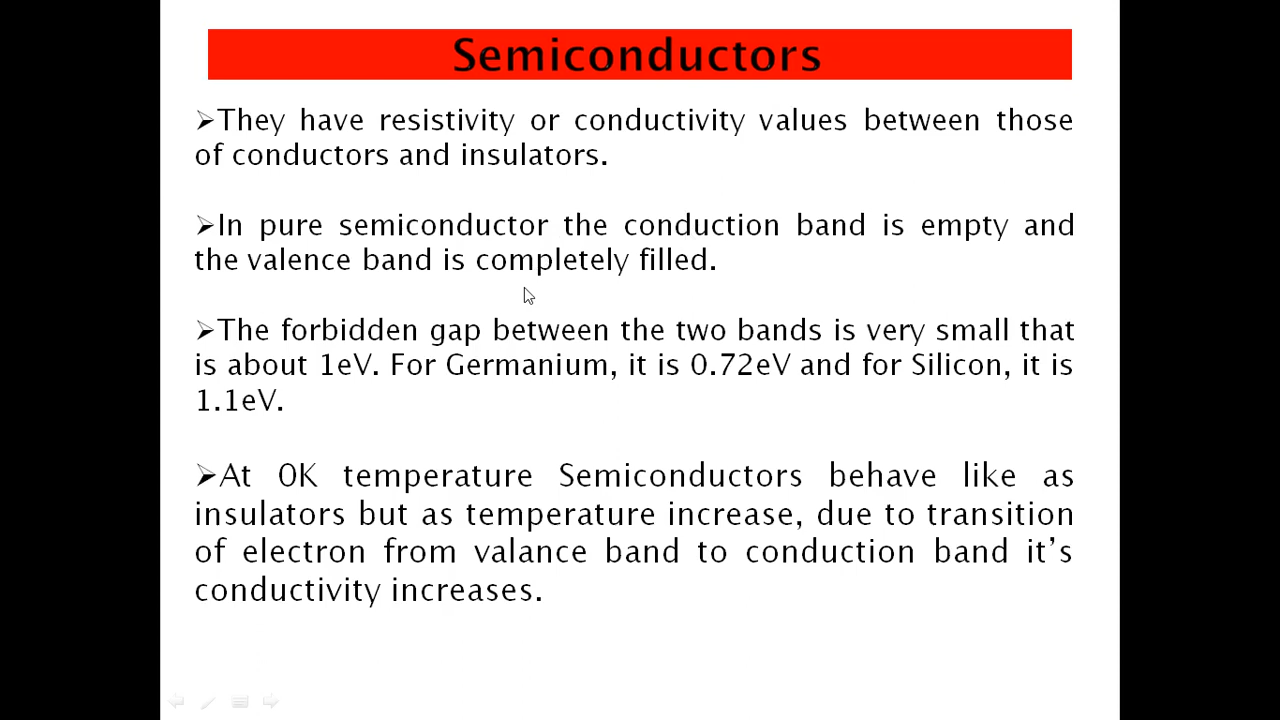 Semiconductors
➢They have resistivity or conductivity values between those
of conductors and insulators.
➢In pure semiconductor the conduction band is empty and
the valence band is completely filled.
➢The forbidden gap between the two bands is very small that
is about 1eV. For Germanium, it is 0.72eV and for Silicon, it is
1.1eV.
➢At 0K temperature Semiconductors behave like as
insulators but as temperature increase, due to transition
of electron from valance band to conduction band it’s
conductivity increases.